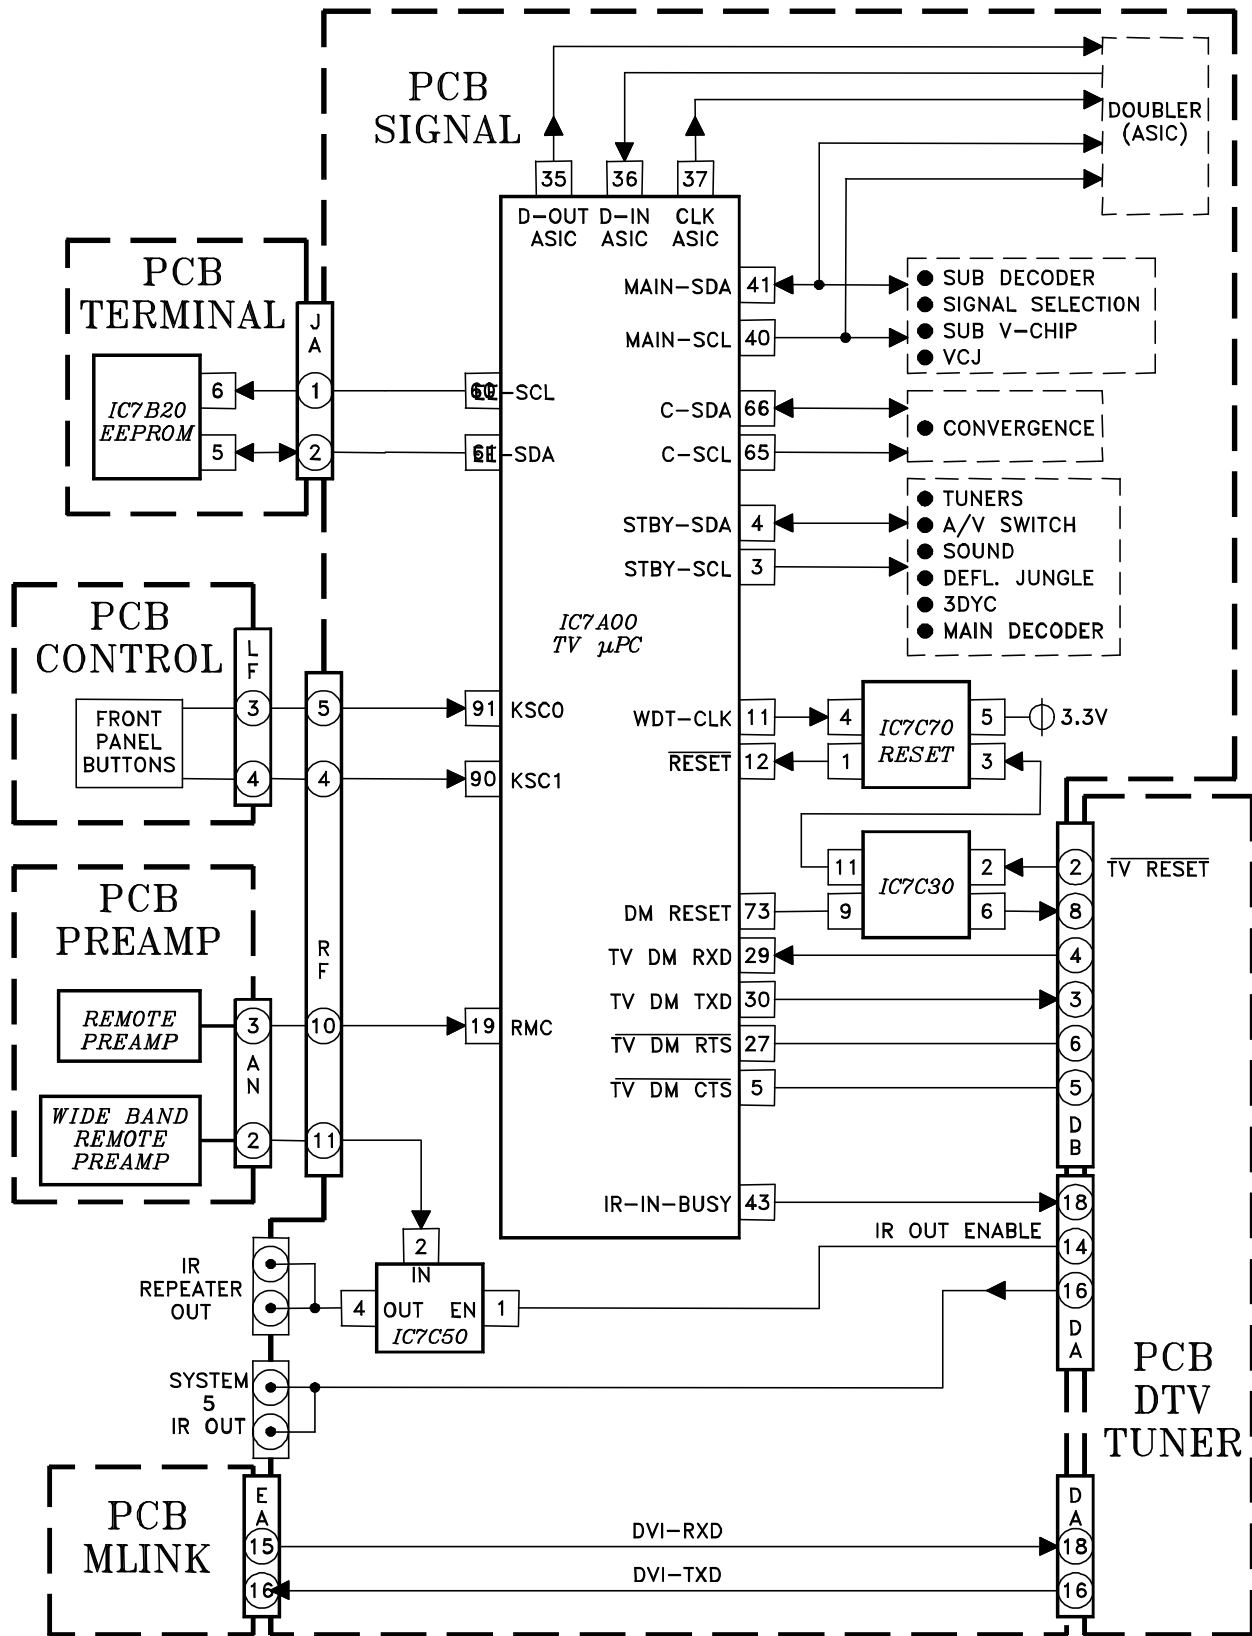 PCB
SIGNAL
DOUBLER
(ASIC)
35
36
37
D-OUT
ASIC
D-IN
ASIC
CLK
ASIC
PCB
TERMINAL
J
A
IC7B20
EEPROM
6
5
1
2
60
EE-SCL
61
EE-SDA
MAIN-SDA
41
MAIN-SCL
40
● SUB DECODER
● SIGNAL SELECTION
● SUB V-CHIP
● VCJ
C-SDA
66
C-SCL
65
● CONVERGENCE
STBY-SDA
4
STBY-SCL
3
● TUNERS
● A/V SWITCH
● SOUND
● DEFL. JUNGLE
● 3DYC
● MAIN DECODER
IC7A00
TV µPC
PCB
CONTROL
L
F
FRONT
PANEL
BUTTONS
3
4
5
4
91
KSC0
90
KSC1
WDT-CLK
11
RESET
12
4
1
IC7C70
RESET
5
3
3.3V
11
9
IC7C30
2
6
DM RESET
73
TV DM RXD
29
TV DM TXD
30
TV DM RTS
27
TV DM CTS
5
2
8
4
3
6
5
D
B
TV RESET
PCB
PREAMP
REMOTE
PREAMP
WIDE BAND
REMOTE
PREAMP
3
A
N
2
R
F
10
11
19
RMC
IR-IN-BUSY
43
18
IR OUT ENABLE
14
16
D
A
2
IN
4
OUT
EN
1
IC7C50
IR
REPEATER
OUT
SYSTEM
5
IR OUT
PCB
DTV
TUNER
PCB
MLINK
E
A
15
16
DVI-RXD
DVI-TXD
D
A
18
16